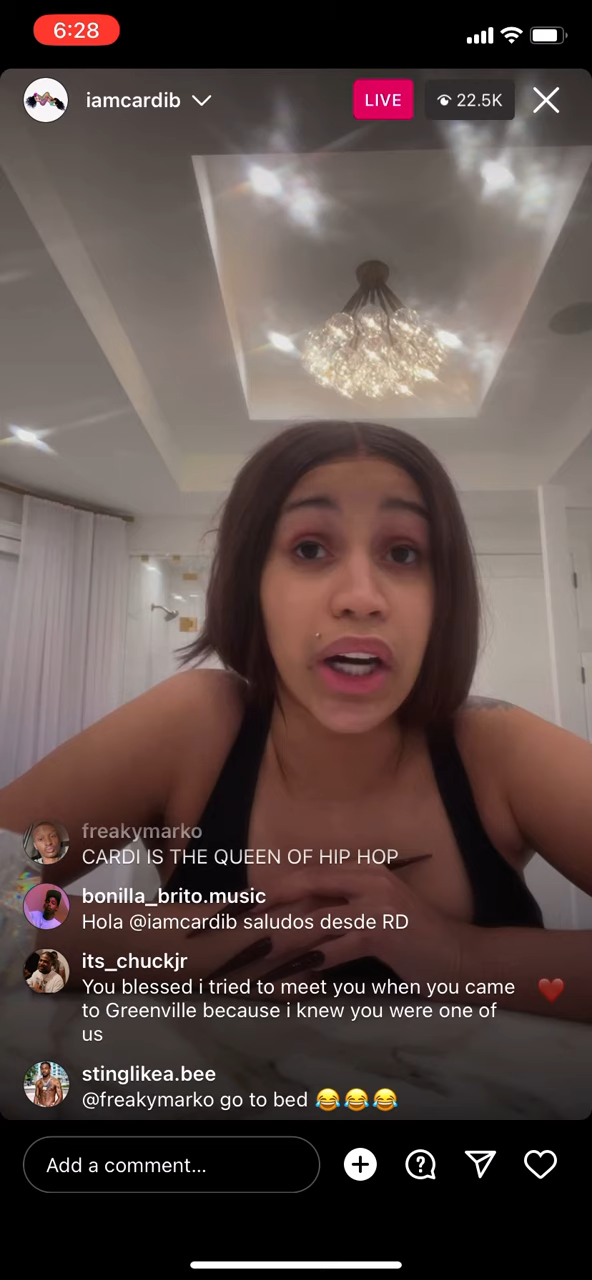 6:28
iamcardib
LIVE
22.5K
freakymarko
CARDI IS THE QUEEN OF HIP HOP
bonilla_brito.music
Hola @iamcardib saludos desde RD
its_chuckjr
You blessed i tried to meet you when you came
to Greenville because i knew you were one of
us
stinglikea.bee
@freakymarko go to bed 😂😂😂
Add a comment...